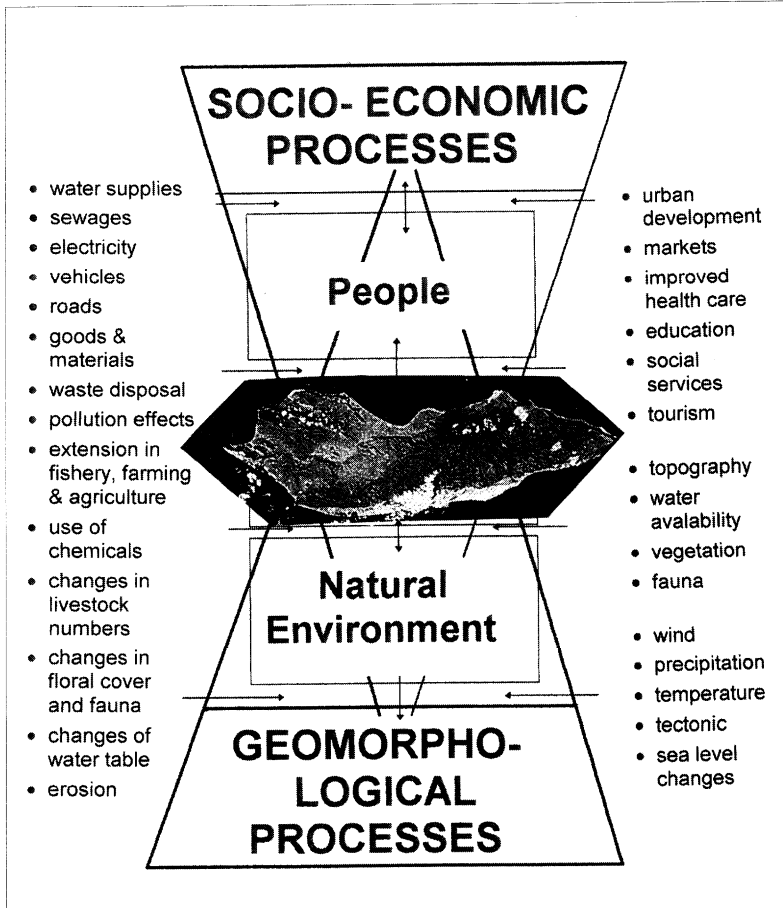 SOCIO- ECONOMIC
PROCESSES
• water supplies
• sewages
• electricity
• vehicles
• roads
• goods &
materials
• waste disposal
• pollution effects
• extension in
fishery, farming
& agriculture
• use of
chemicals
• changes in
livestock
numbers
• changes in
floral cover
and fauna
• changes of
water table
• erosion
People
Natural
Environment
• urban
development
• markets
• improved
health care
• education
• social
services
• tourism
• topography
• water
avalability
• vegetation
• fauna
• wind
• precipitation
• temperature
• tectonic
• sea level
changes
GEOMORPHO-
LOGICAL
PROCESSES